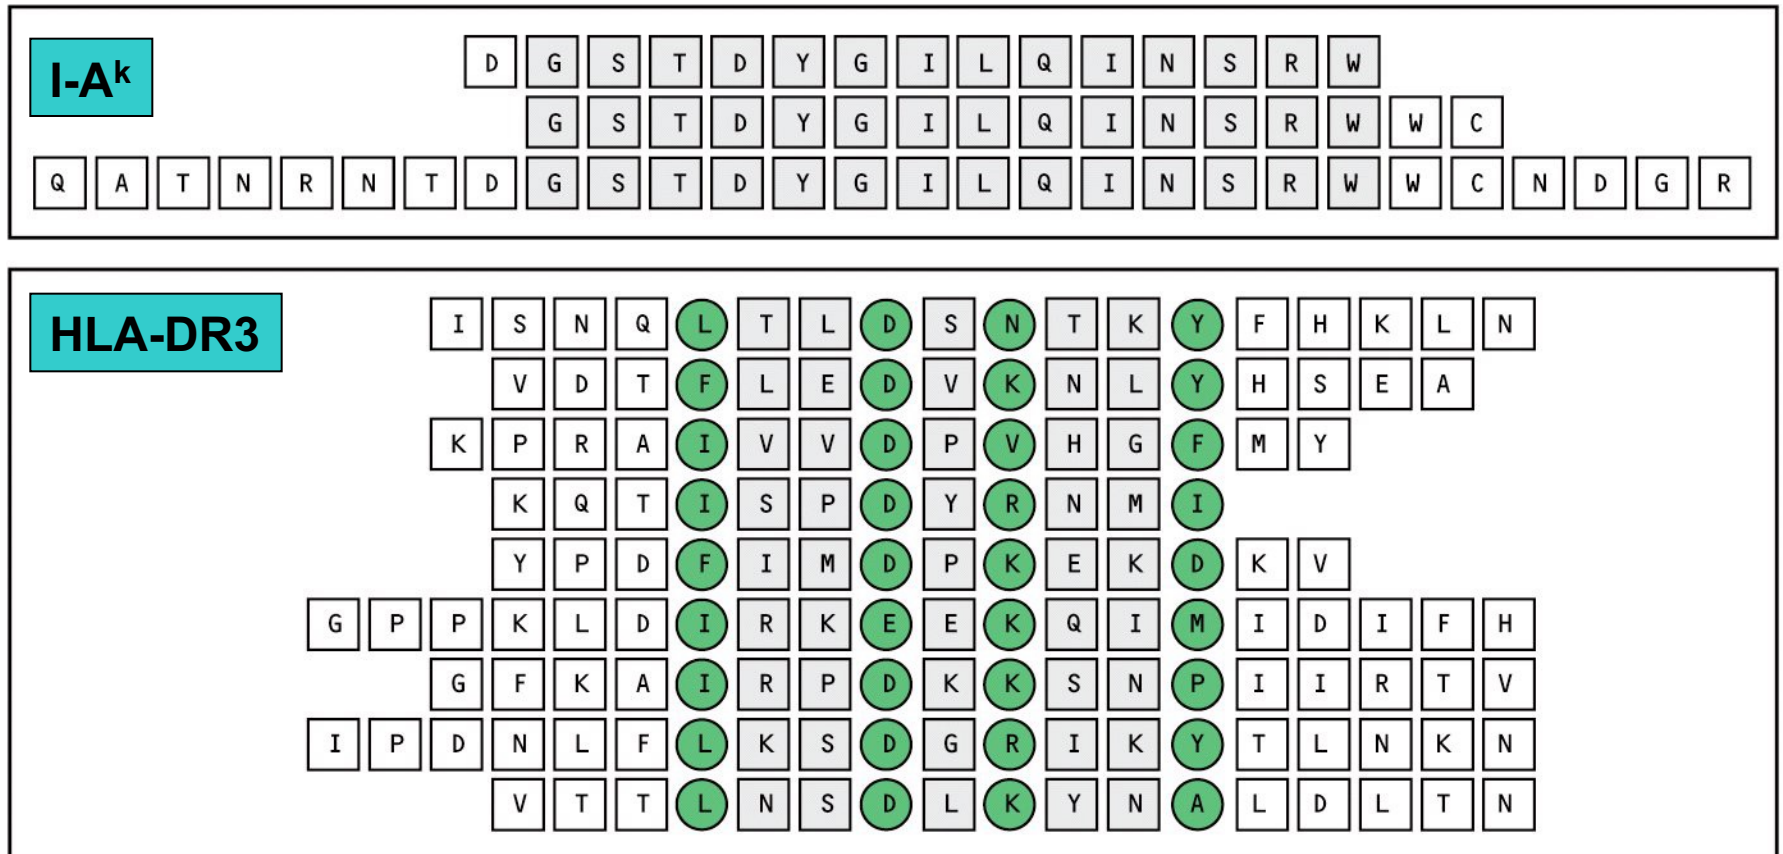 I-Aᵏ
D G S T D Y G I L Q I N S R W
G S T D Y G I L Q I N S R W W C
Q A T N R N T D G S T D Y G I L Q I N S R W W C N D G R
HLA-DR3
I S N Q L T L D S N T K Y F H K L N
V D T F L E D V K N L Y H S E A
K P R A I V V D P V H G F M Y
K Q T I S P D Y R N M I
Y P D F I M D P K E K D K V
G P P K L D I R K E E K Q I M I D I F H
G F K A I R P D K K S N P I I R T V
I P D N L F L K S D G R I K Y T L N K N
V T T L N S D L K Y N A L D L T N